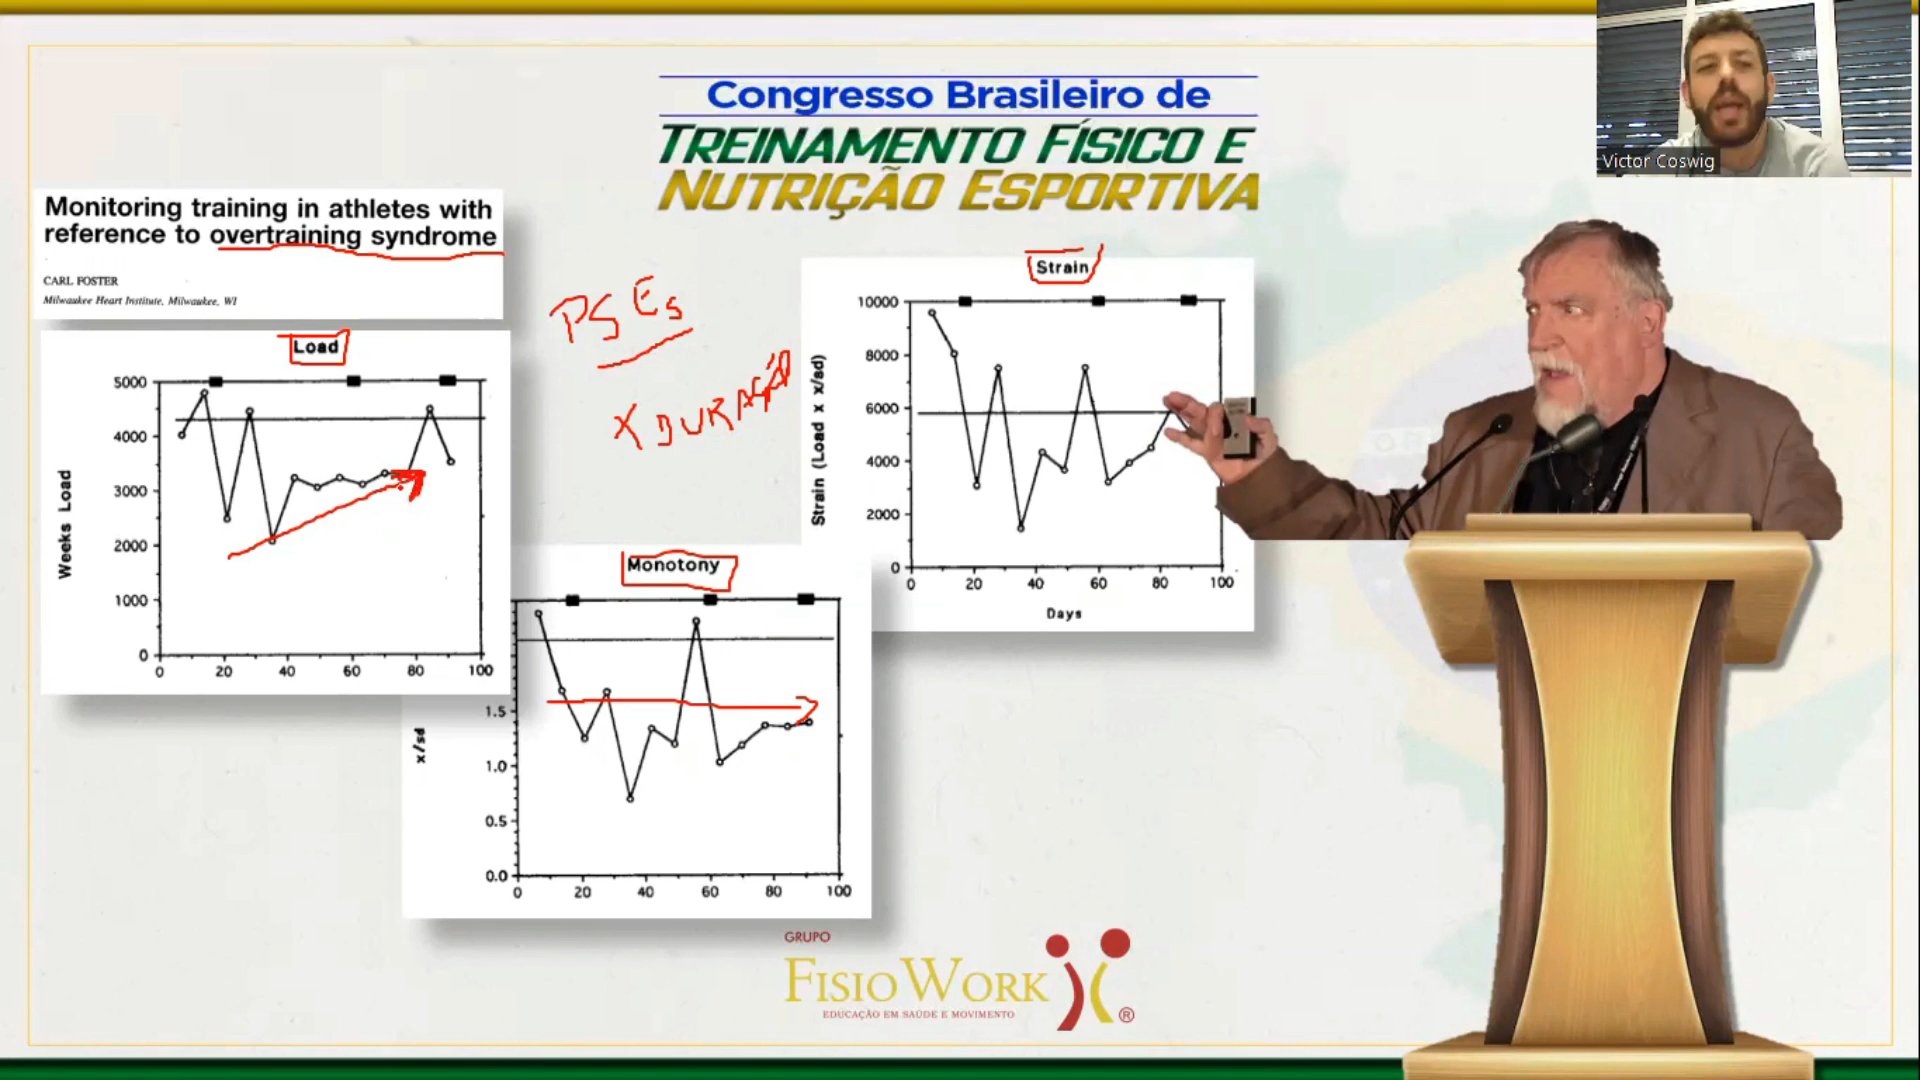 Congresso Brasileiro de
TREINAMENTO FÍSICO E
NUTRIÇÃO ESPORTIVA
Victor Coswig
Monitoring training in athletes with
reference to overtraining syndrome
CARL FOSTER
Milwaukee Heart Institute, Milwaukee, WI
Load
5000
4000
3000
2000
1000
0
Weeks Load
0 20 40 60 80 100
PSEs
X DURAÇÃO
Strain
10000
8000
6000
4000
2000
0
Strain (Load x x/sd)
0 20 40 60 80 100
Days
Monotony
1.5
1.0
0.5
0.0
x/sd
0 20 40 60 80 100
GRUPO
FISIOWORK
EDUCAÇÃO EM SAÚDE E MOVIMENTO
®